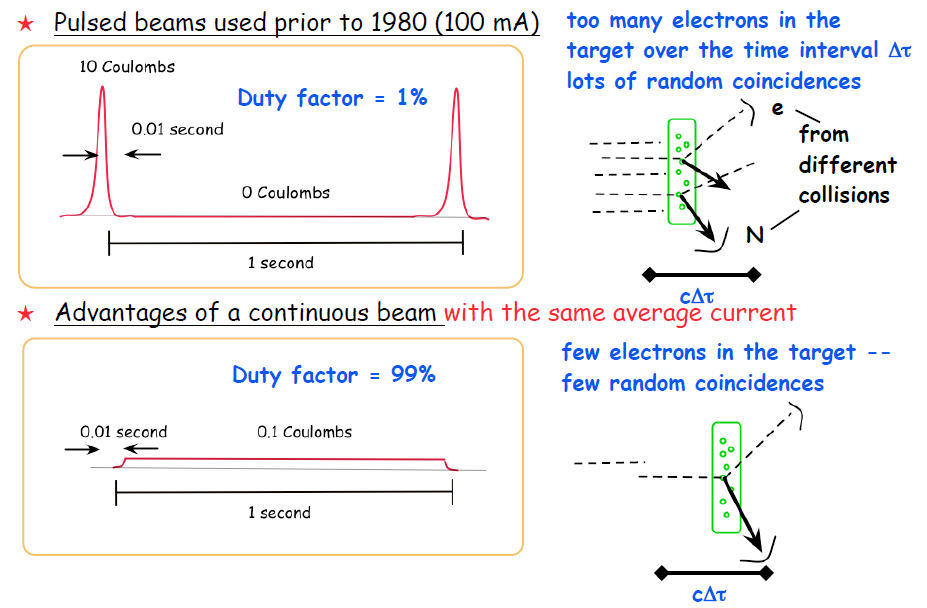 ★ Pulsed beams used prior to 1980 (100 mA)
10 Coulombs
Duty factor = 1%
0.01 second
0 Coulombs
1 second
too many electrons in the
target over the time interval Δτ
lots of random coincidences
e
from
different
collisions
N
cΔτ
★ Advantages of a continuous beam with the same average current
Duty factor = 99%
0.01 second
0.1 Coulombs
1 second
few electrons in the target --
few random coincidences
cΔτ